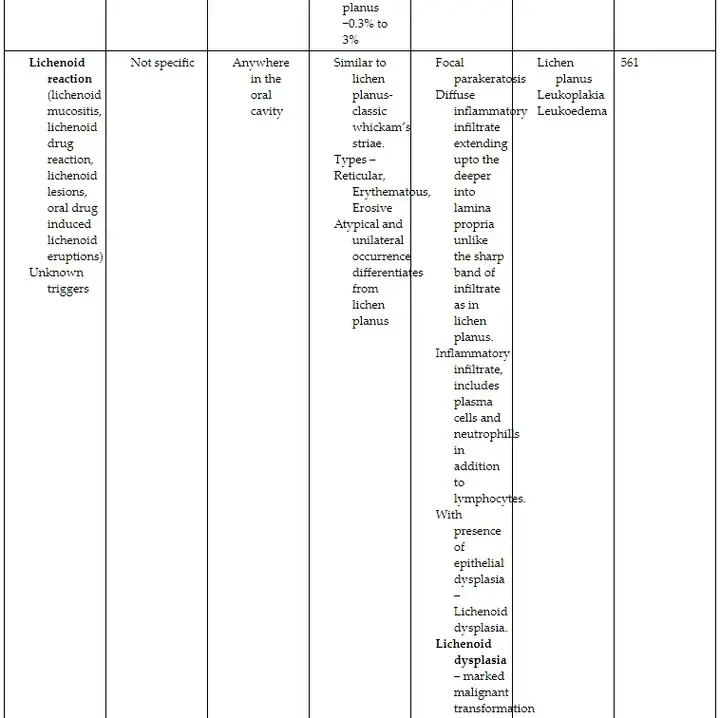 planus
–0.3% to
3%
Lichenoid
reaction
(lichenoid
mucositis,
lichenoid
drug
reaction,
lichenoid
lesions,
oral drug
induced
lichenoid
eruptions)
Unknown
triggers
Not specific
Anywhere
in the
oral
cavity
Similar to
lichen
planus-
classic
whickam's
striae.
Types –
Reticular,
Erythematous,
Erosive
Atypical and
unilateral
occurrence
differentiates
from
lichen
planus
Focal
parakeratosis
Diffuse
inflammatory
infiltrate
extending
upto the
deeper
into
lamina
propria
unlike
the sharp
band of
infiltrate
as in
lichen
planus.
Inflammatory
infiltrate,
includes
plasma
cells and
neutrophills
in
addition
to
lymphocytes.
With
presence
of
epithelial
dysplasia
–
Lichenoid
dysplasia.
Lichenoid
dysplasia
– marked
malignant
transformation
Lichen
planus
Leukoplakia
Leukoedema
561